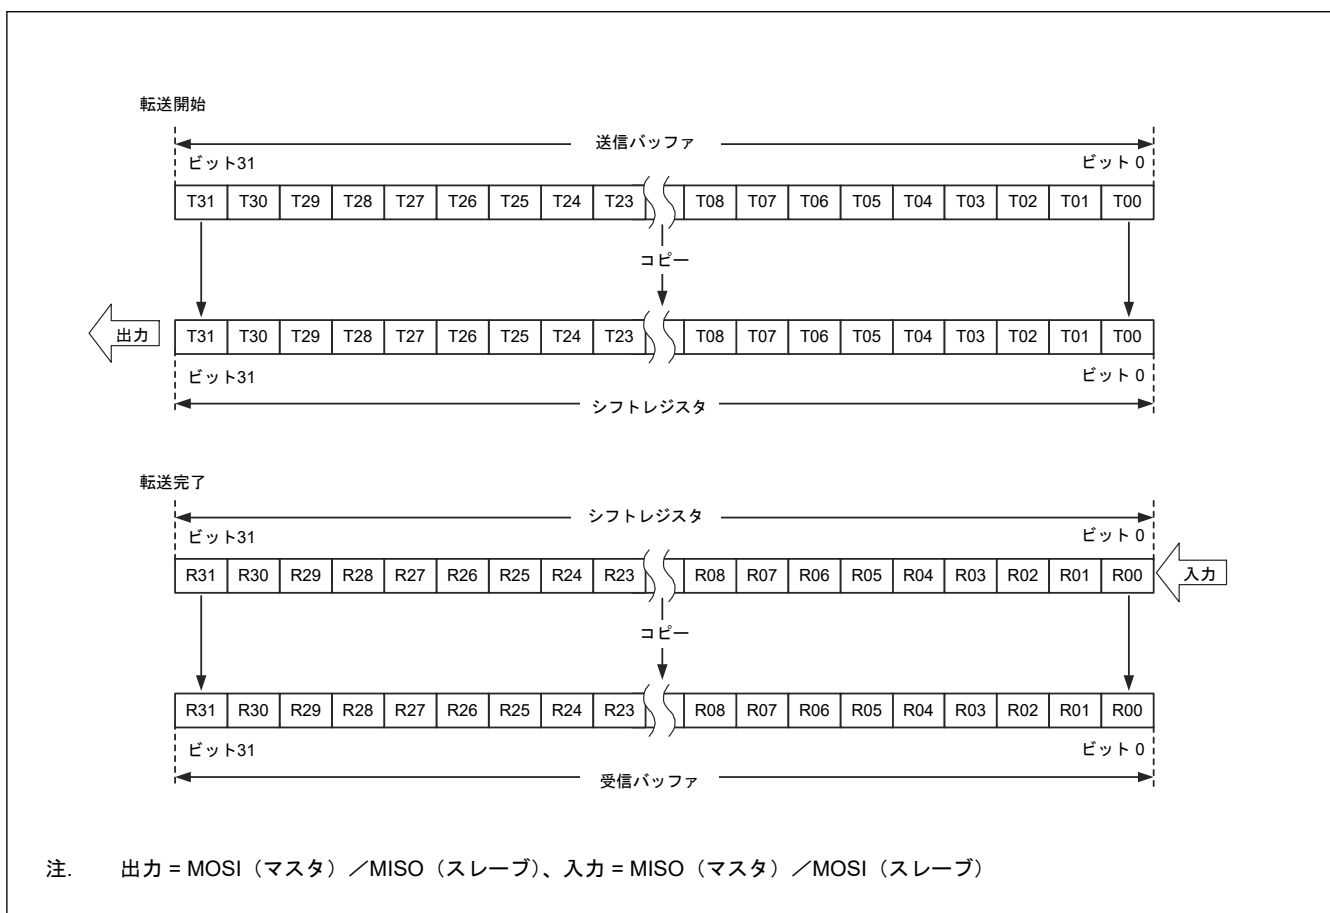 転送開始
送信バッファ
ビット31 ビット 0
T31 T30 T29 T28 T27 T26 T25 T24 T23 T08 T07 T06 T05 T04 T03 T02 T01 T00
コピー
出力 T31 T30 T29 T28 T27 T26 T25 T24 T23 T08 T07 T06 T05 T04 T03 T02 T01 T00
ビット31 ビット 0
シフトレジスタ
転送完了
シフトレジスタ
ビット31 ビット 0
R31 R30 R29 R28 R27 R26 R25 R24 R23 R08 R07 R06 R05 R04 R03 R02 R01 R00 入力
コピー
R31 R30 R29 R28 R27 R26 R25 R24 R23 R08 R07 R06 R05 R04 R03 R02 R01 R00
ビット31 ビット 0
受信バッファ
注. 出力 = MOSI（マスタ）／MISO（スレーブ）、入力 = MISO（マスタ）／MOSI（スレーブ）